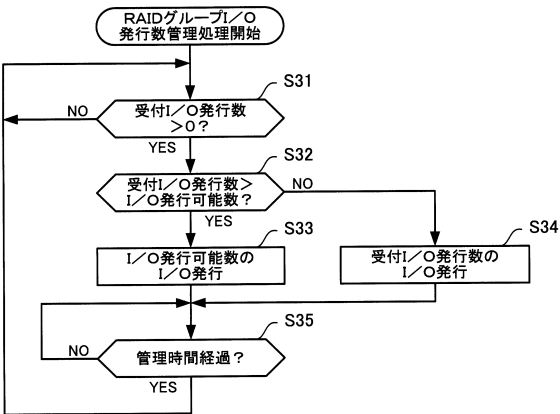 RAIDグループI／O
発行数管理処理開始
S31
受付I／O発行数
＞0？
NO
YES
S32
受付I／O発行数＞
I／O発行可能数？
NO
YES
S33
I／O発行可能数の
I／O発行
S34
受付I／O発行数の
I／O発行
S35
管理時間経過？
NO
YES